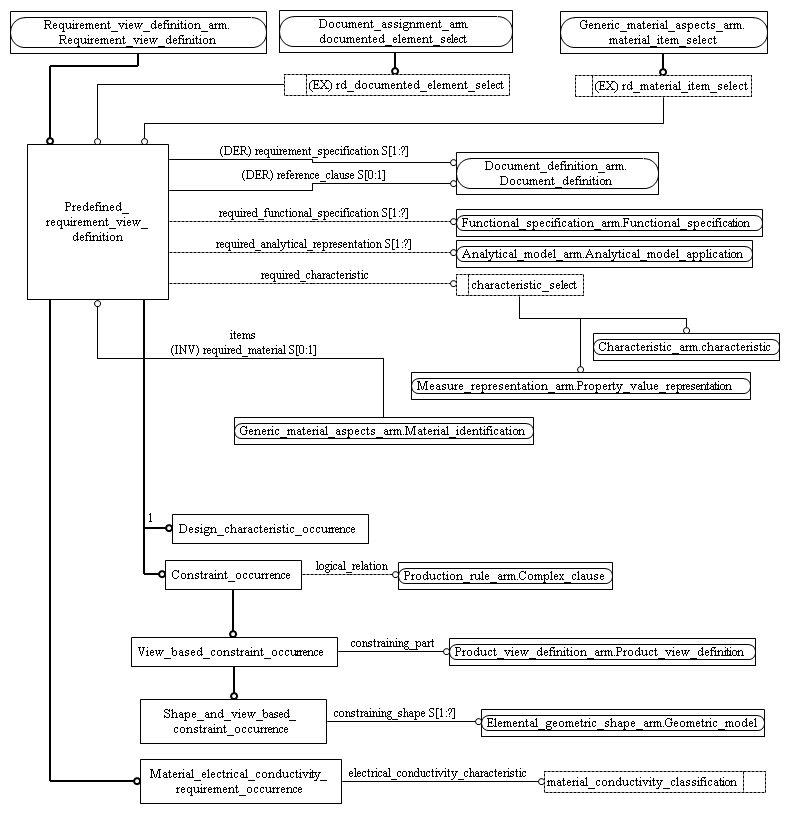 Requirement_view_definition_arm.
Requirement_view_definition
Document_assignment_arm.
documented_element_select
Generic_material_aspects_arm.
material_item_select
(EX) rd_documented_element_select
(EX) rd_material_item_select
Predefined_
requirement_view_
definition
(DER) requirement_specification S[1:?]
(DER) reference_clause S[0:1]
Document_definition_arm.
Document_definition
required_functional_specification S[1:?]
Functional_specification_arm.Functional_specification
required_analytical_representation S[1:?]
Analytical_model_arm.Analytical_model_application
required_characteristic
characteristic_select
Characteristic_arm.characteristic
Measure_representation_arm.Property_value_representation
items
(INV) required_material S[0:1]
Generic_material_aspects_arm.Material_identification
1
Design_characteristic_occurrence
Constraint_occurrence
logical_relation
Production_rule_arm.Complex_clause
View_based_constraint_occurrence
constraining_part
Product_view_definition_arm.Product_view_definition
Shape_and_view_based_
constraint_occurrence
constraining_shape S[1:?]
Elemental_geometric_shape_arm.Geometric_model
Material_electrical_conductivity_
requirement_occurrence
electrical_conductivity_characteristic
material_conductivity_classification